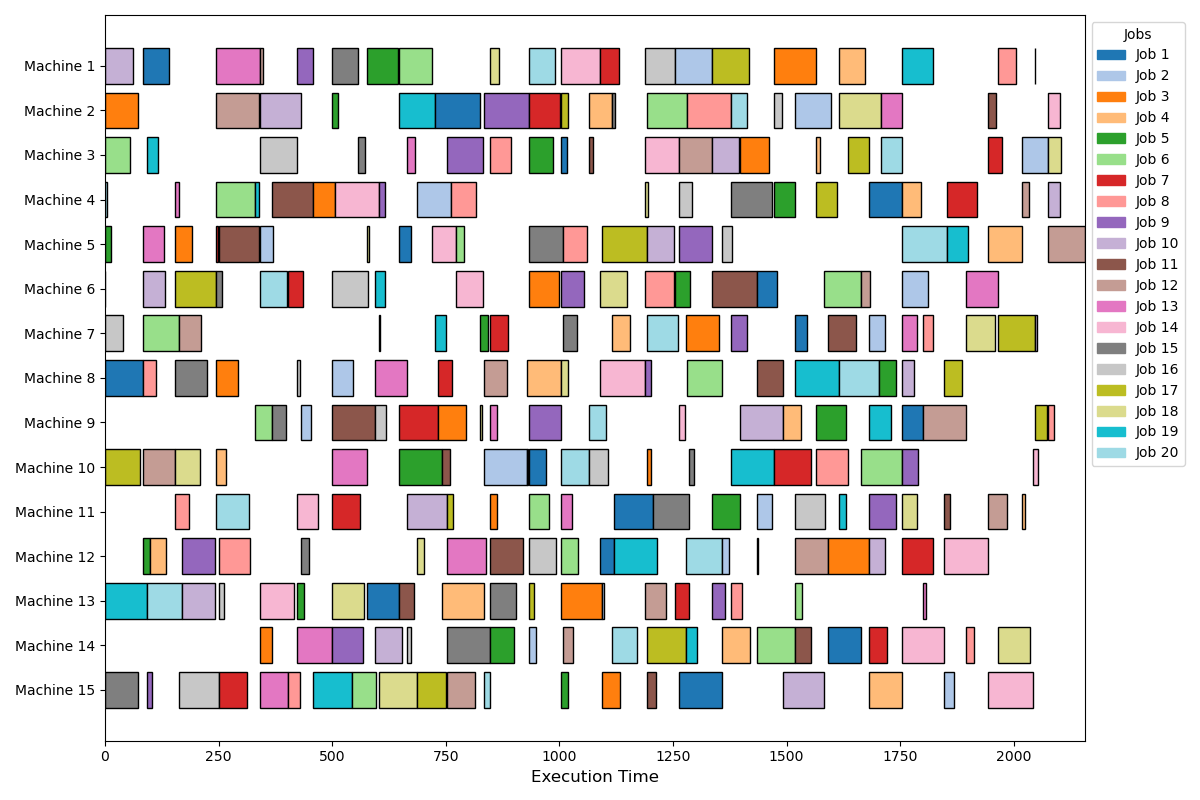 Machine 1
Machine 2
Machine 3
Machine 4
Machine 5
Machine 6
Machine 7
Machine 8
Machine 9
Machine 10
Machine 11
Machine 12
Machine 13
Machine 14
Machine 15
0 250 500 750 1000 1250 1500 1750 2000
Execution Time
Jobs
Job 1
Job 2
Job 3
Job 4
Job 5
Job 6
Job 7
Job 8
Job 9
Job 10
Job 11
Job 12
Job 13
Job 14
Job 15
Job 16
Job 17
Job 18
Job 19
Job 20